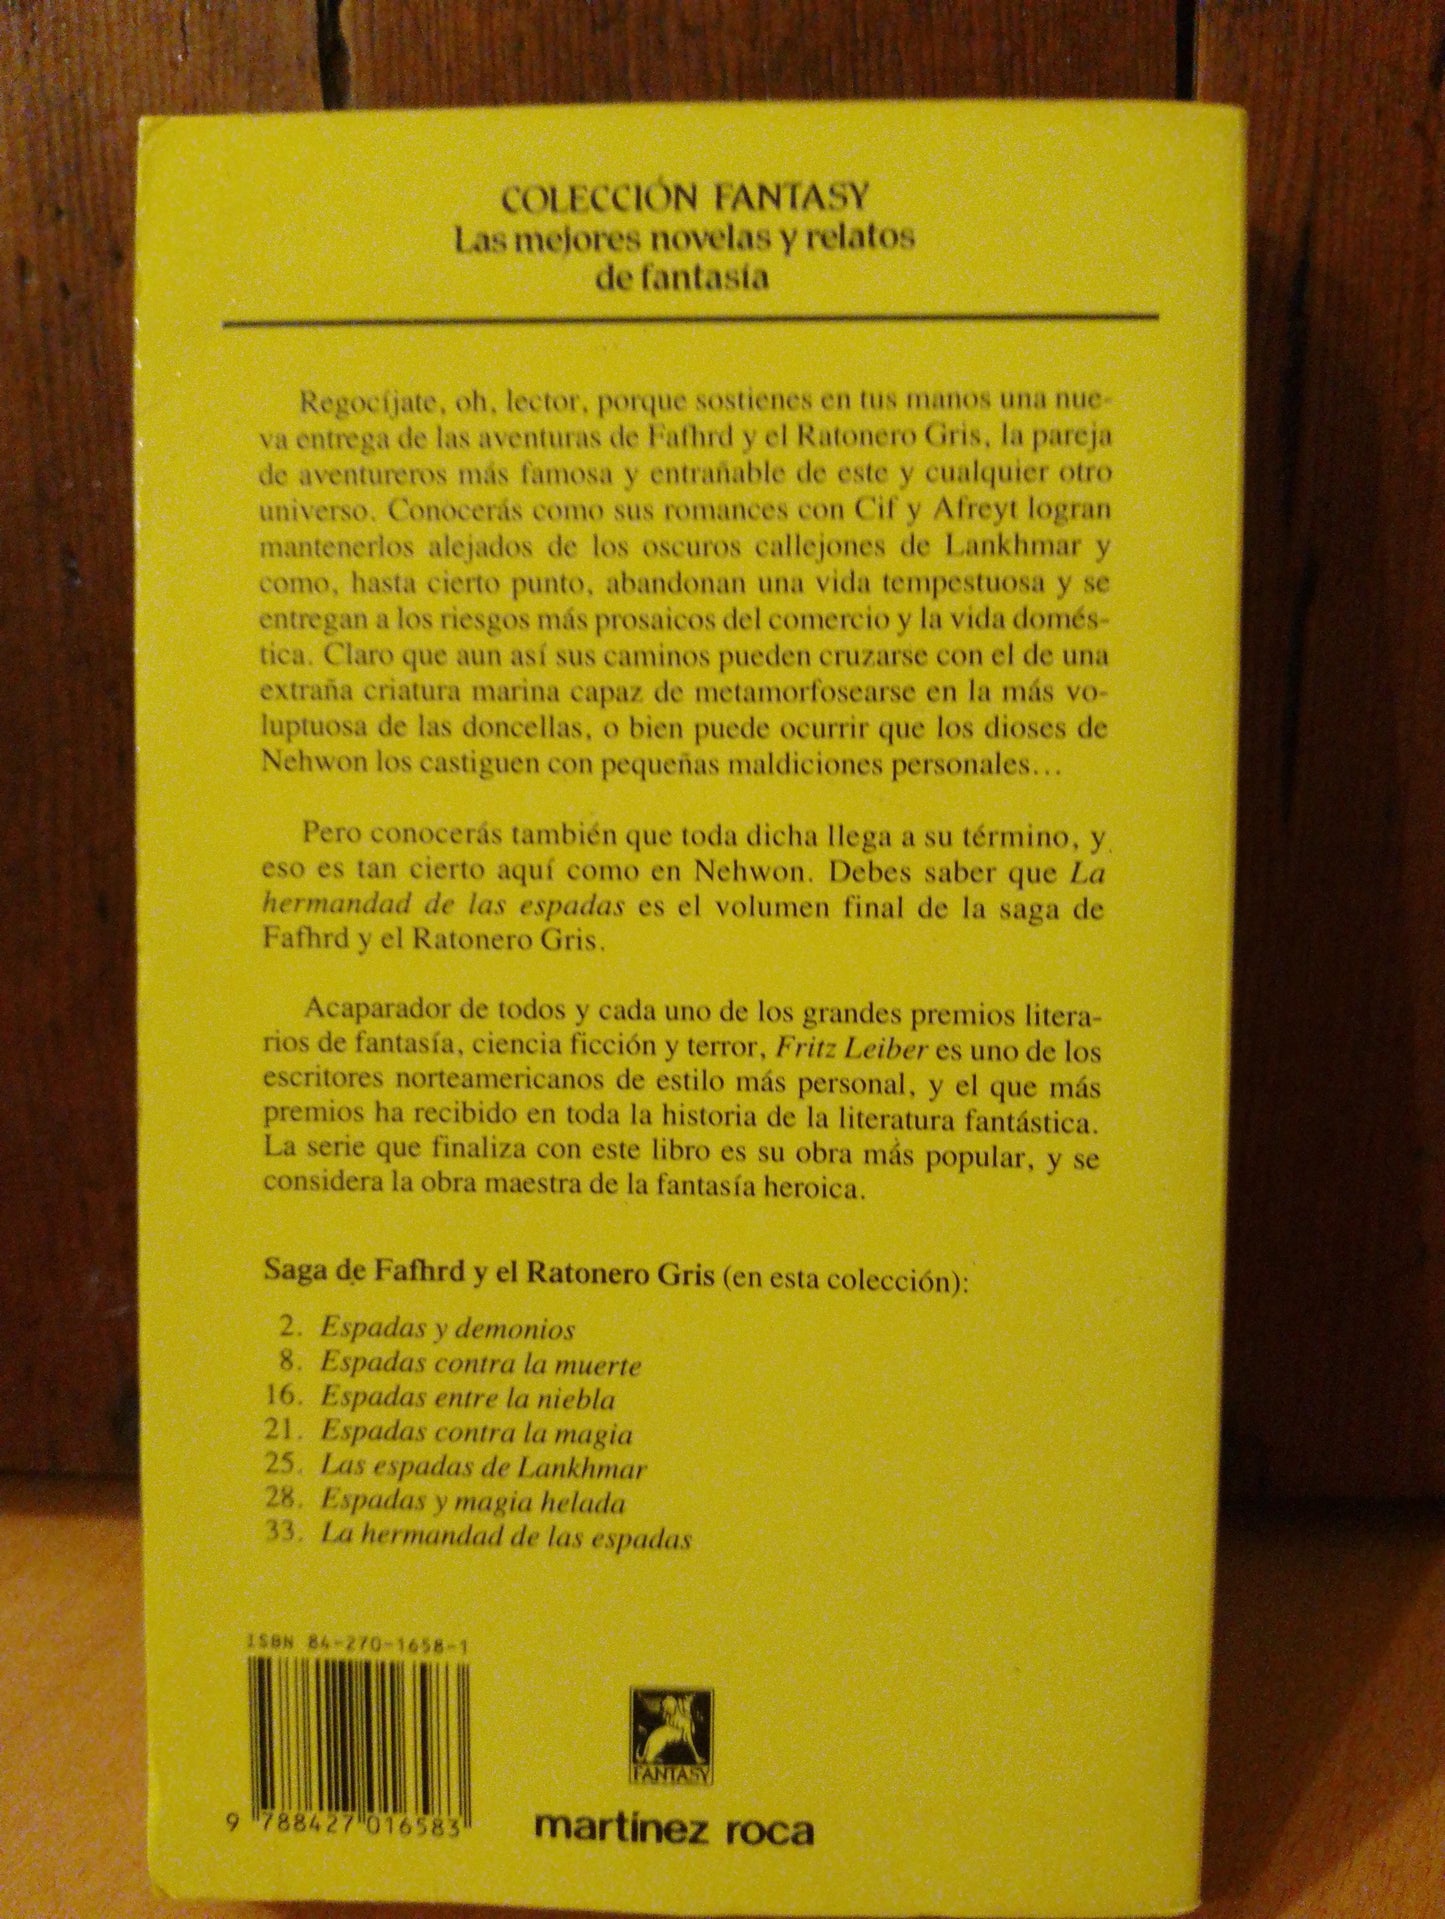 COLECCIÓN FANTASY
Las mejores novelas y relatos
de fantasía
Regocíjate, oh, lector, porque sostienes en tus manos una nue-
va entrega de las aventuras de Fafhrd y el Ratonero Gris, la pareja
de aventureros más famosa y entrañable de este y cualquier otro
universo. Conocerás como sus romances con Cif y Afreyt logran
mantenerlos alejados de los oscuros callejones de Lankhmar y
como, hasta cierto punto, abandonan una vida tempestuosa y se
entregan a los riesgos más prosaicos del comercio y la vida domés-
tica. Claro que aun así sus caminos pueden cruzarse con el de una
extraña criatura marina capaz de metamorfosearse en la más vo-
luptuosa de las doncellas, o bien puede ocurrir que los dioses de
Nehwon los castiguen con pequeñas maldiciones personales...
Pero conocerás también que toda dicha llega a su término, y
eso es tan cierto aquí como en Nehwon. Debes saber que La
hermandad de las espadas es el volumen final de la saga de
Fafhrd y el Ratonero Gris.
Acaparador de todos y cada uno de los grandes premios litera-
rios de fantasía, ciencia ficción y terror, Fritz Leiber es uno de los
escritores norteamericanos de estilo más personal, y el que más
premios ha recibido en toda la historia de la literatura fantástica.
La serie que finaliza con este libro es su obra más popular, y se
considera la obra maestra de la fantasía heroica.
Saga de Fafhrd y el Ratonero Gris (en esta colección):
2. Espadas y demonios
8. Espadas contra la muerte
16. Espadas entre la niebla
21. Espadas contra la magia
25. Las espadas de Lankhmar
28. Espadas y magia helada
33. La hermandad de las espadas
ISBN 84-270-1658-1
9 788427 016583
FANTASY
martínez roca